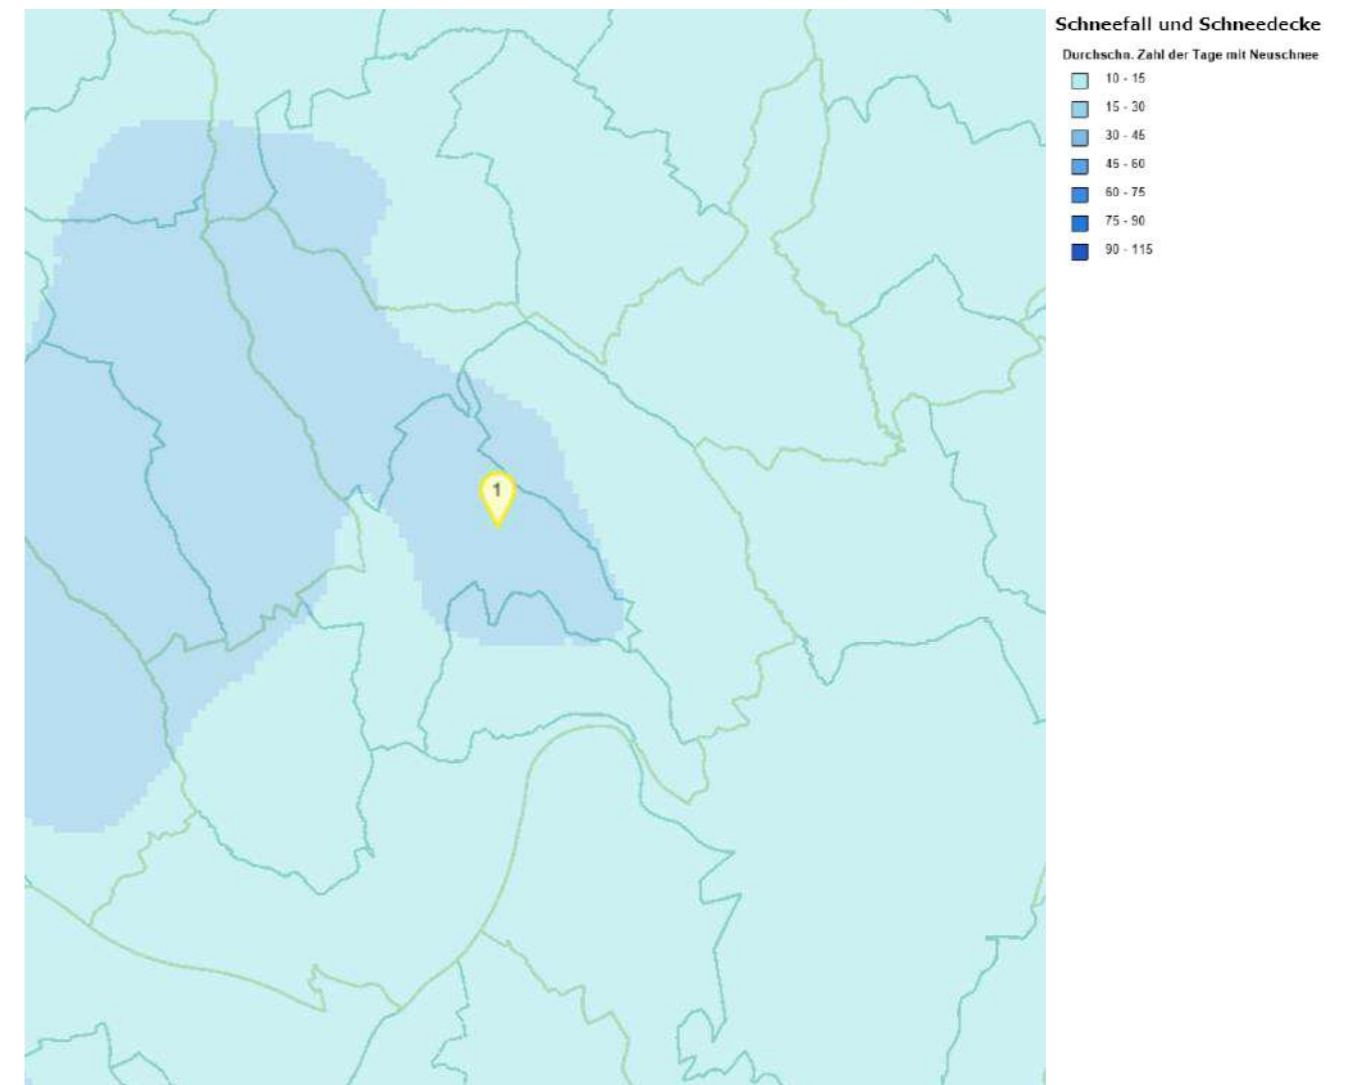 Schneefall und Schneedecke
Durchschn. Zahl der Tage mit Neuschnee
10 - 15
15 - 30
30 - 45
45 - 60
60 - 75
75 - 90
90 - 115
1